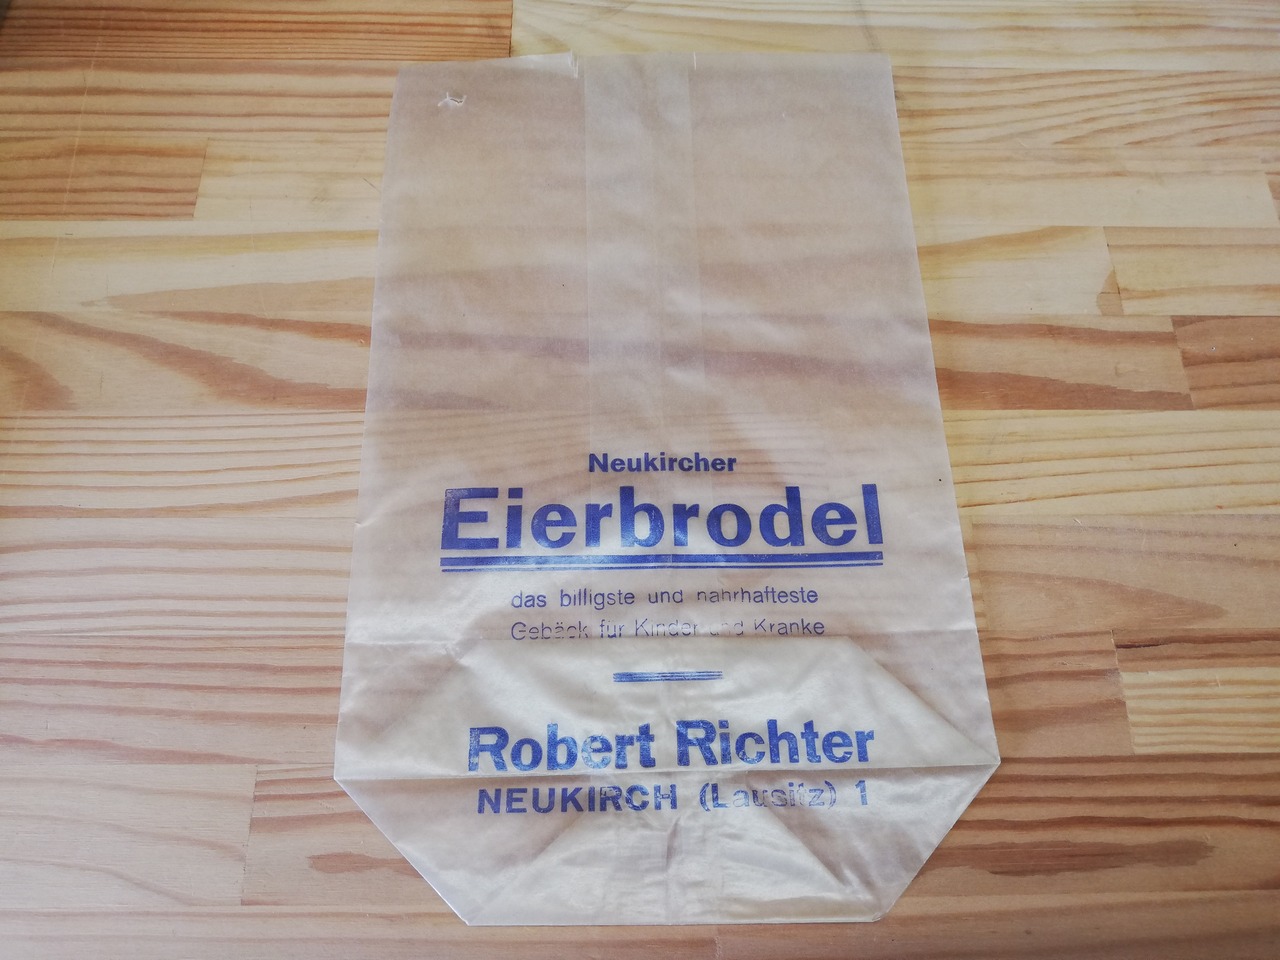 Neukircher
Eierbrodel
das billigste und nahrhafteste
Gebäck für Kinder und Kranke
Robert Richter
NEUKIRCH (Lausitz) 1